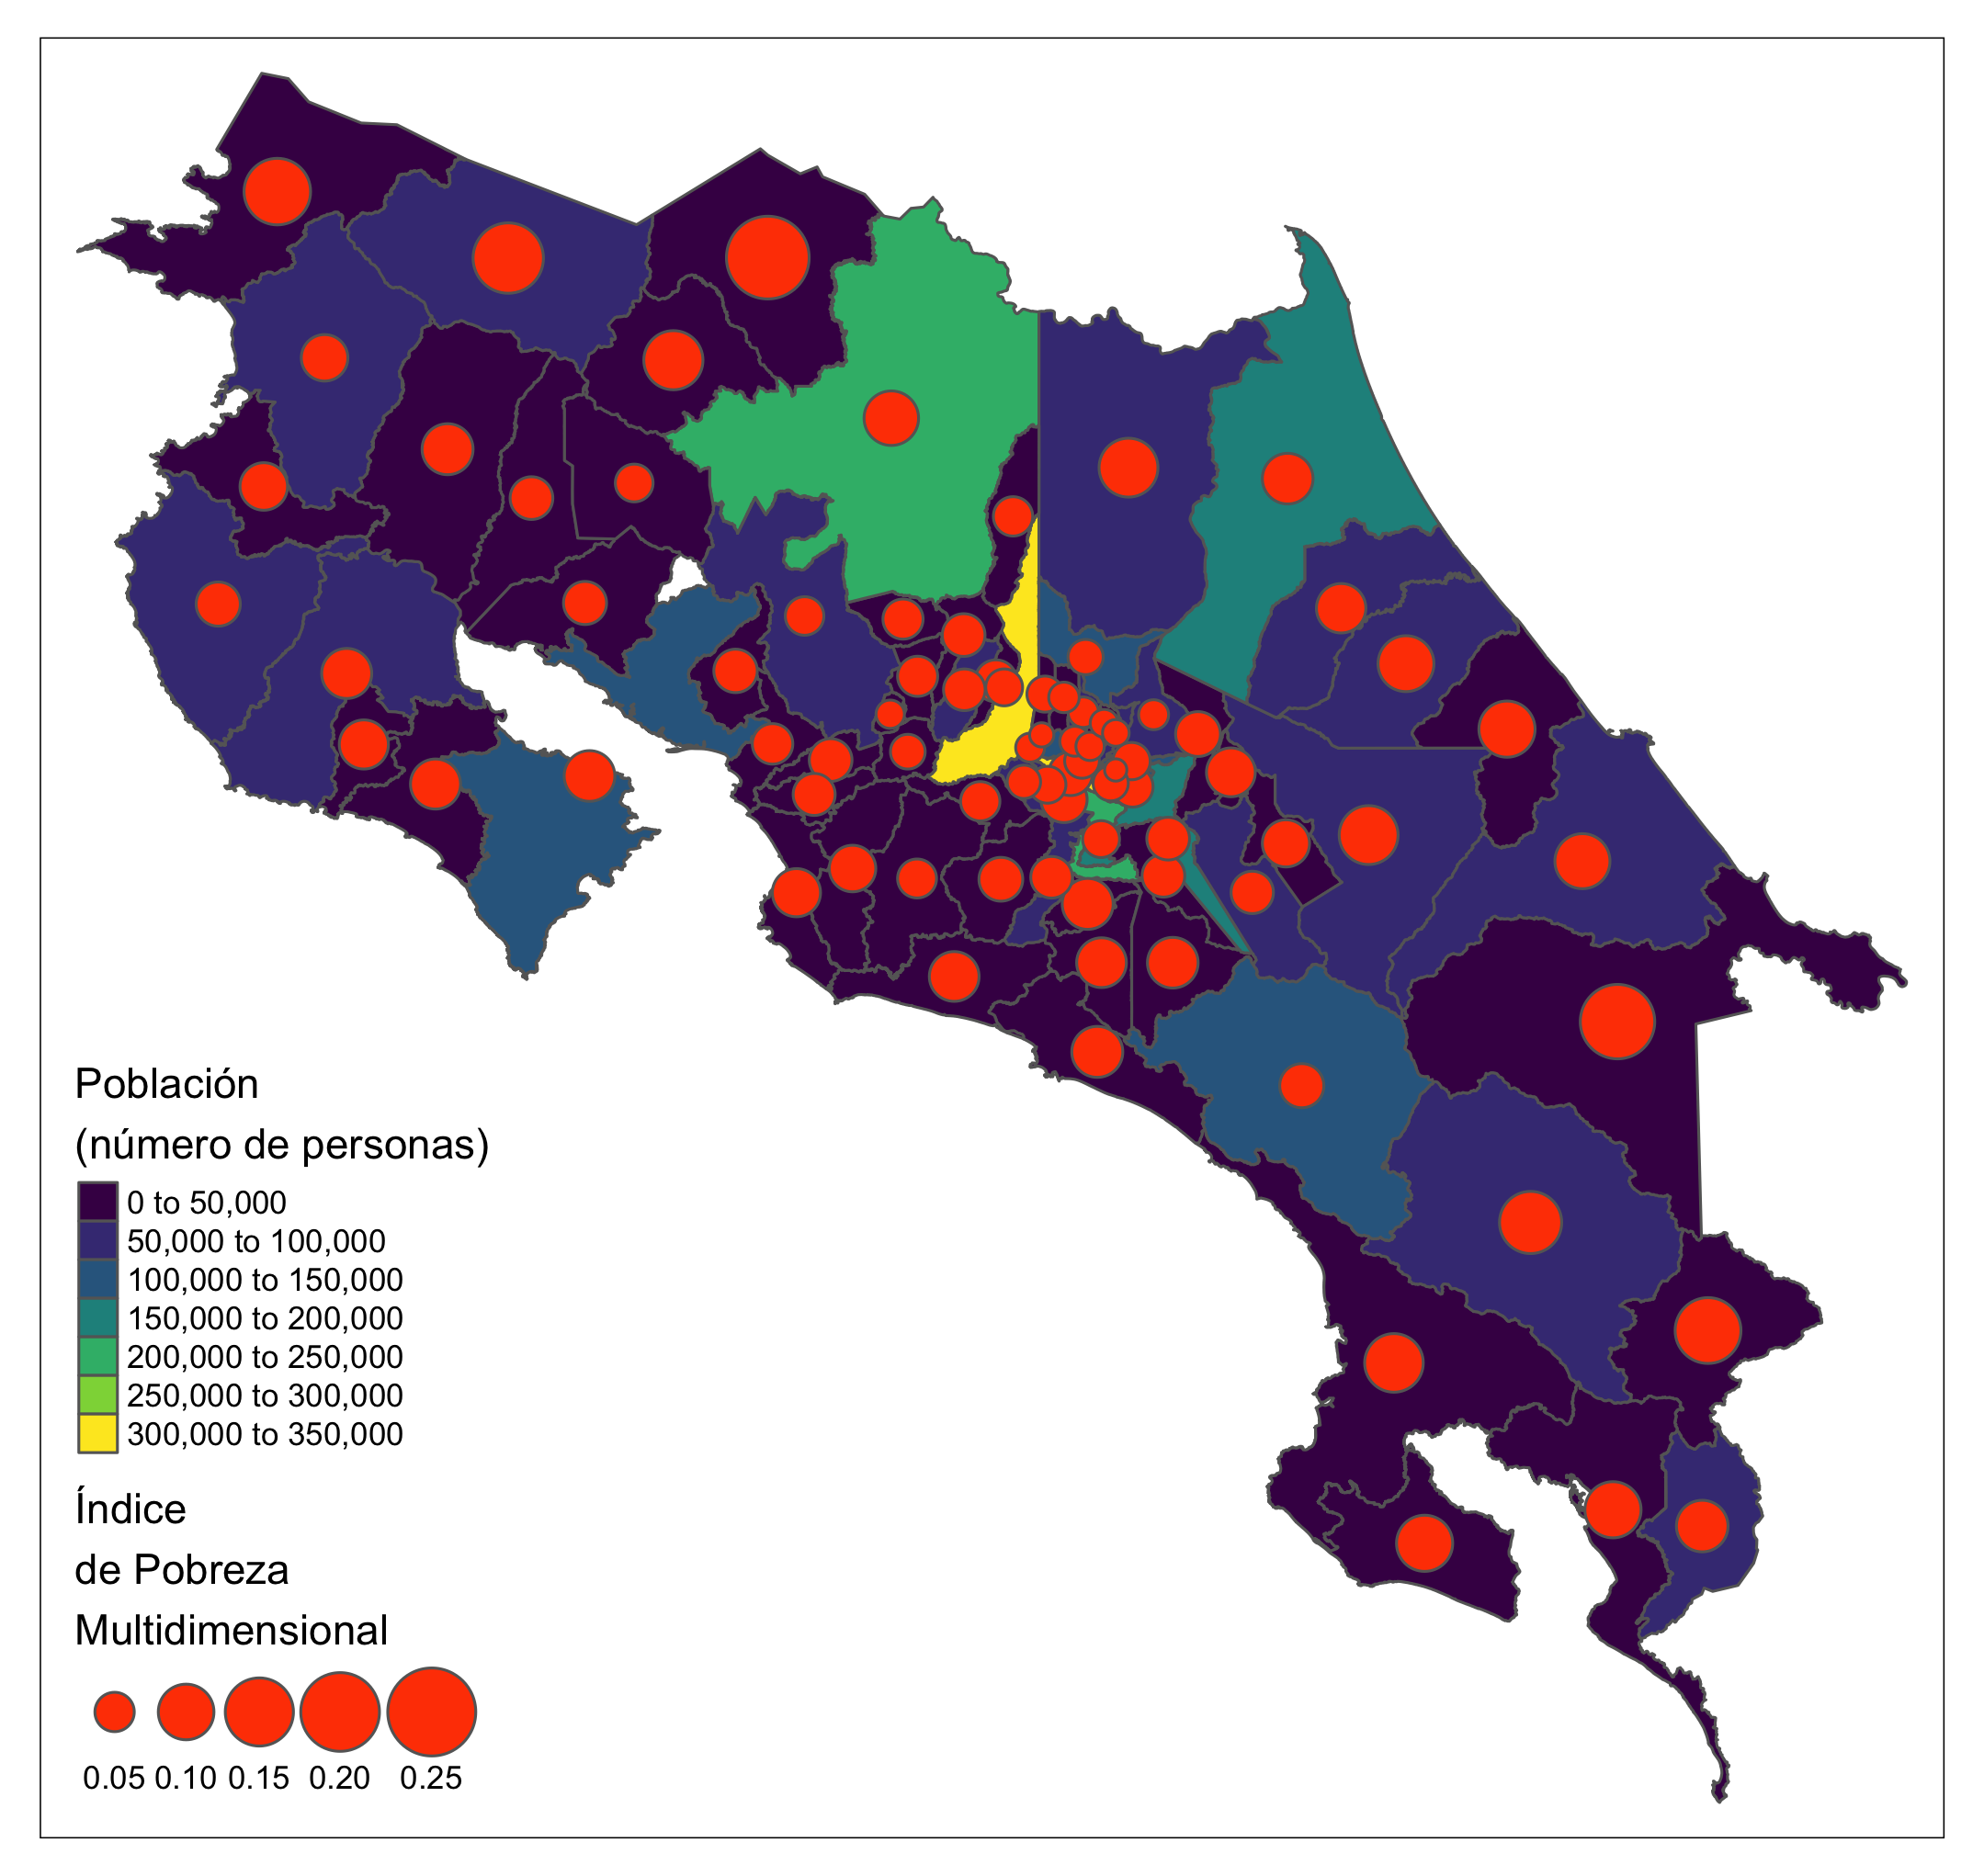 Población
(número de personas)
0 to 50,000
50,000 to 100,000
100,000 to 150,000
150,000 to 200,000
200,000 to 250,000
250,000 to 300,000
300,000 to 350,000
Índice
de Pobreza
Multidimensional
0.05 0.10 0.15 0.20 0.25